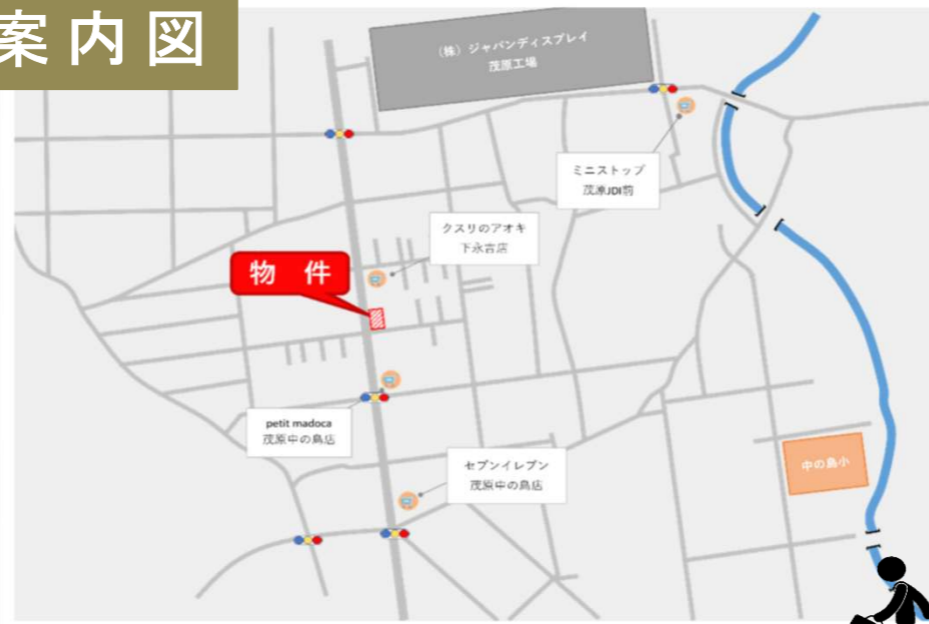 案内図
(株)ジャパンディスプレイ
茂原工場
ミニストップ
茂原JDI前
クスリのアオキ
下永吉店
物 件
petit madoca
茂原中の島店
セブンイレブン
茂原中の島店
中の島小